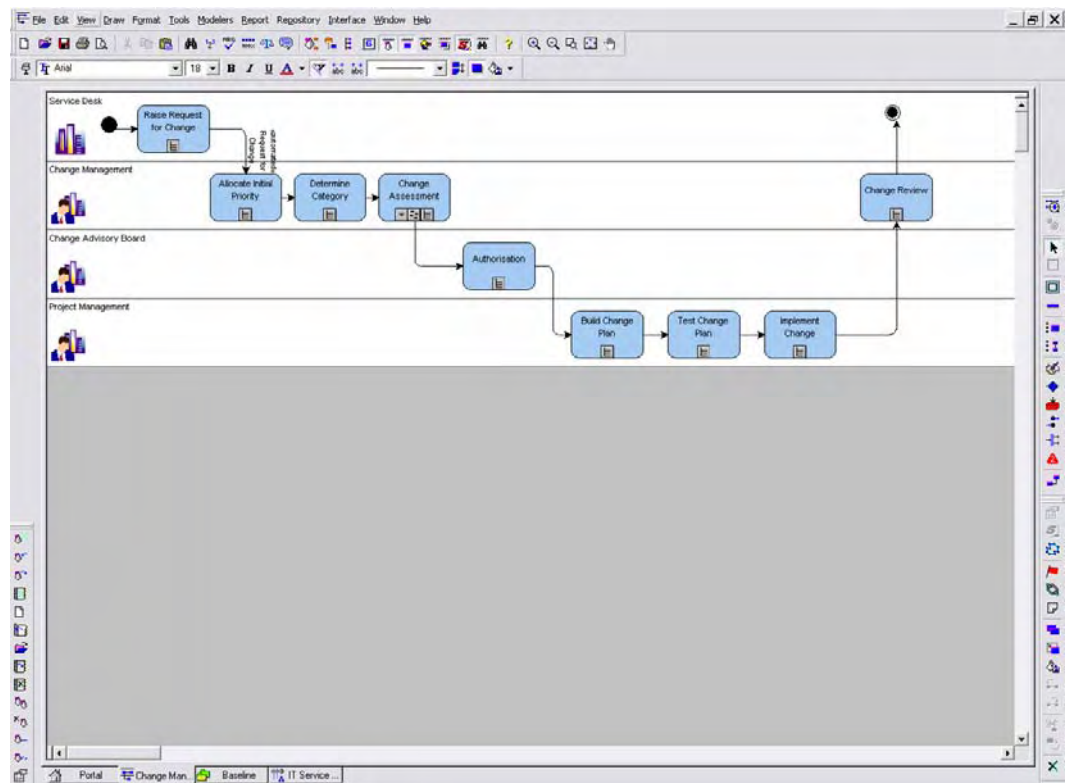 File Edit View Draw Format Tools Modelers Report Repository Interface Window Help
Arial 18 B I U A abc abc
Service Desk
Raise Request
for Change
Request for
Change
Change Management
Allocate Initial
Priority
Determine
Category
Change
Assessment
Change Review
Change Advisory Board
Authorisation
Project Management
Build Change
Plan
Test Change
Plan
Implement
Change
Portal Change Man... Baseline IT Service ...